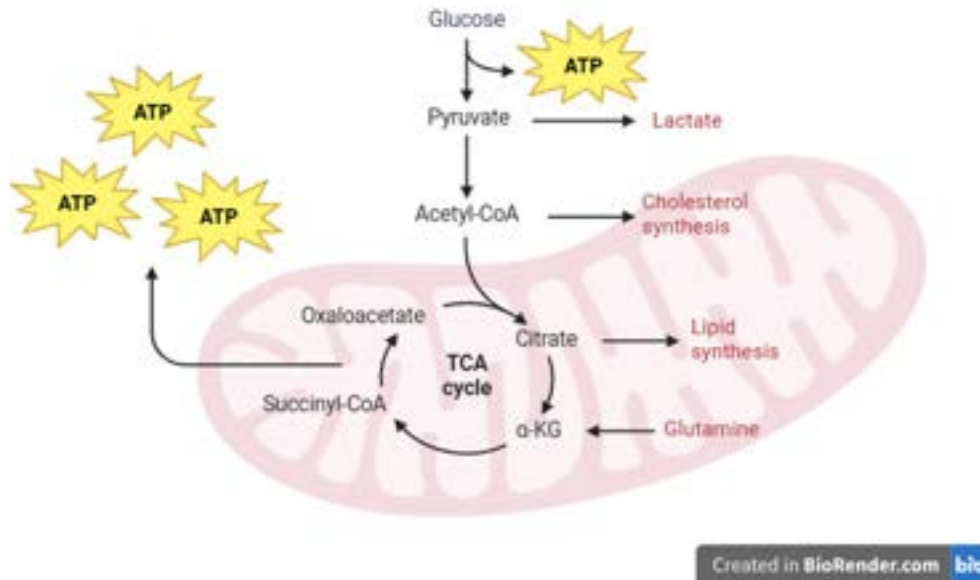 Glucose
ATP
ATP
Pyruvate
Lactate
ATP
ATP
Acetyl-CoA
Cholesterol
synthesis
Oxaloacetate
Citrate
Lipid
synthesis
TCA
cycle
Succinyl-CoA
α-KG
Glutamine
Created in BioRender.com